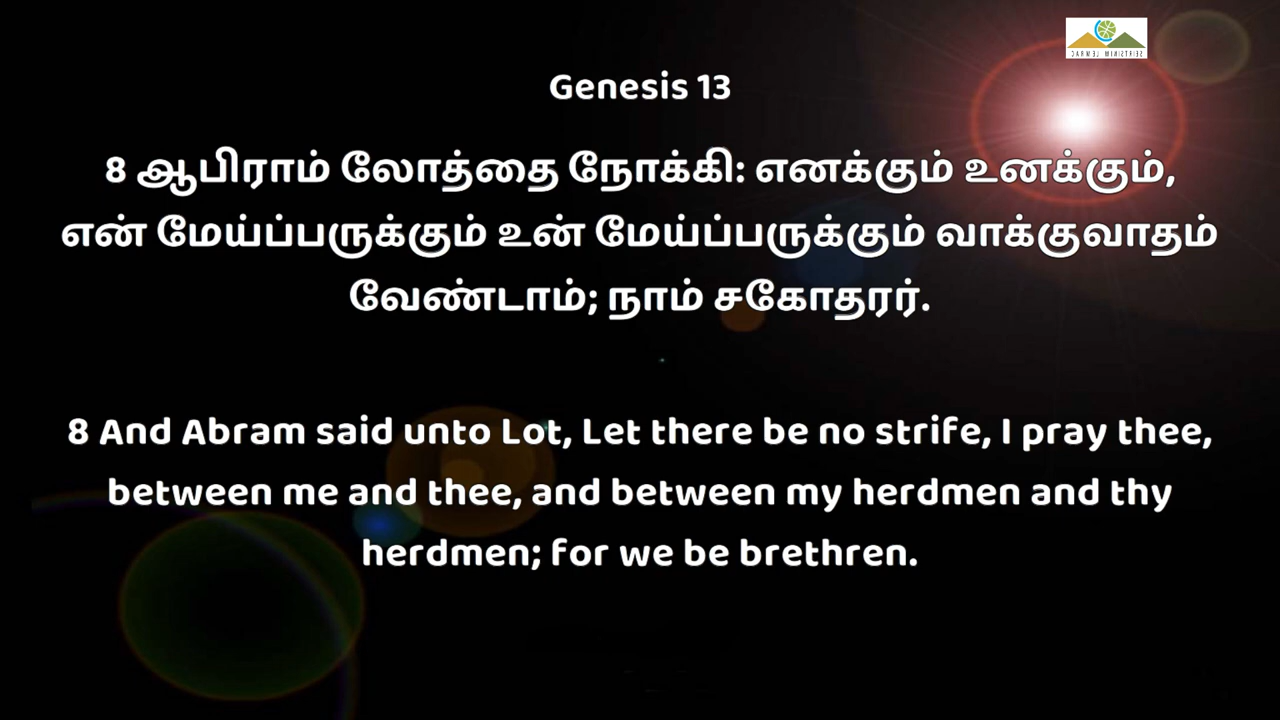 CARMEL MINISTRIES
Genesis 13
8 ஆபிராம் லோத்தை நோக்கி: எனக்கும் உனக்கும்,
என் மேய்ப்பருக்கும் உன் மேய்ப்பருக்கும் வாக்குவாதம்
வேண்டாம்; நாம் சகோதரர்.
8 And Abram said unto Lot, Let there be no strife, I pray thee,
between me and thee, and between my herdmen and thy
herdmen; for we be brethren.